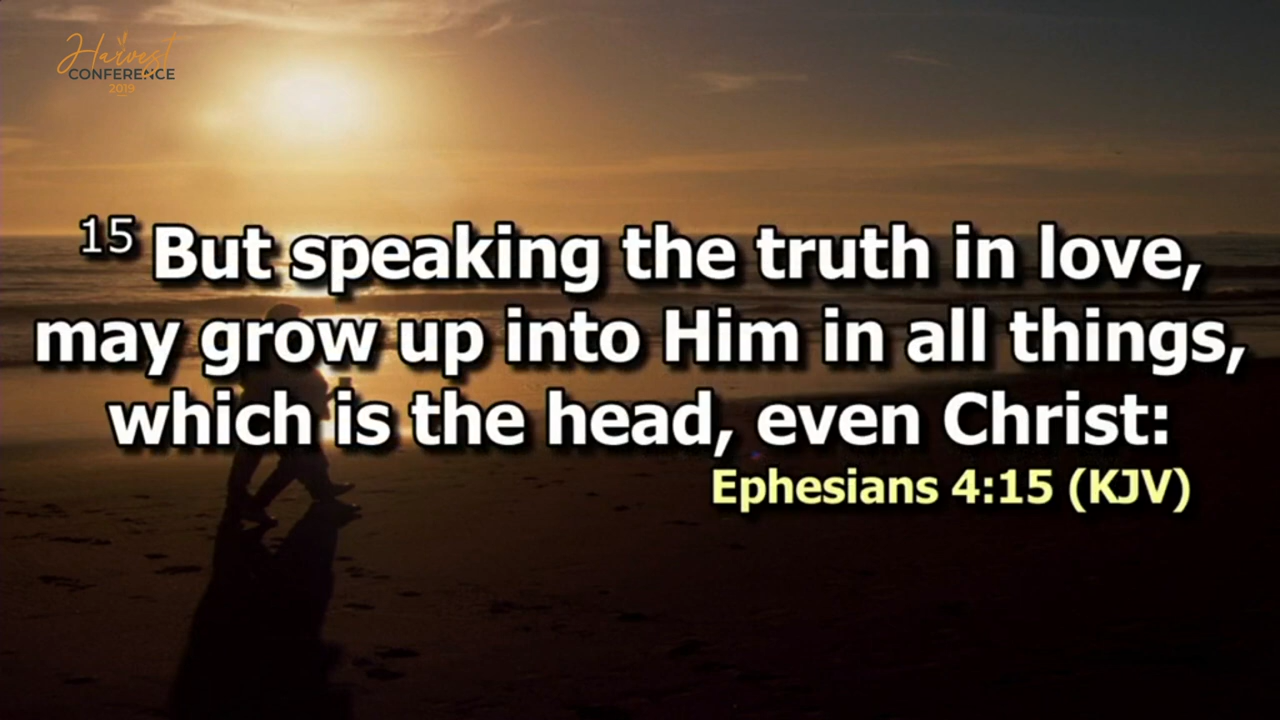 Harvest
CONFERENCE
2019
15 But speaking the truth in love,
may grow up into Him in all things,
which is the head, even Christ:
Ephesians 4:15 (KJV)